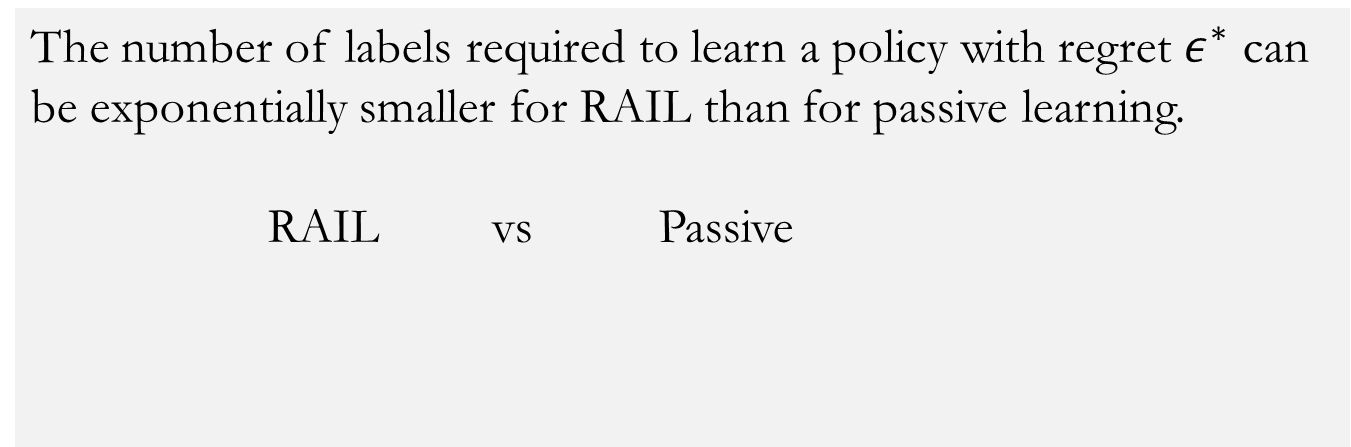 The number of labels required to learn a policy with regret ϵ* can
be exponentially smaller for RAIL than for passive learning.
RAIL vs Passive